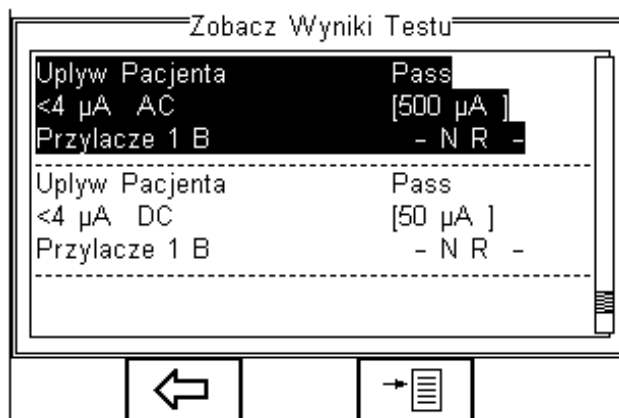 Zobacz Wyniki Testu
Uplyw Pacjenta Pass
<4 µA AC [500 µA ]
Przylacze 1 B – N R –
Uplyw Pacjenta Pass
<4 µA DC [50 µA ]
Przylacze 1 B – N R –